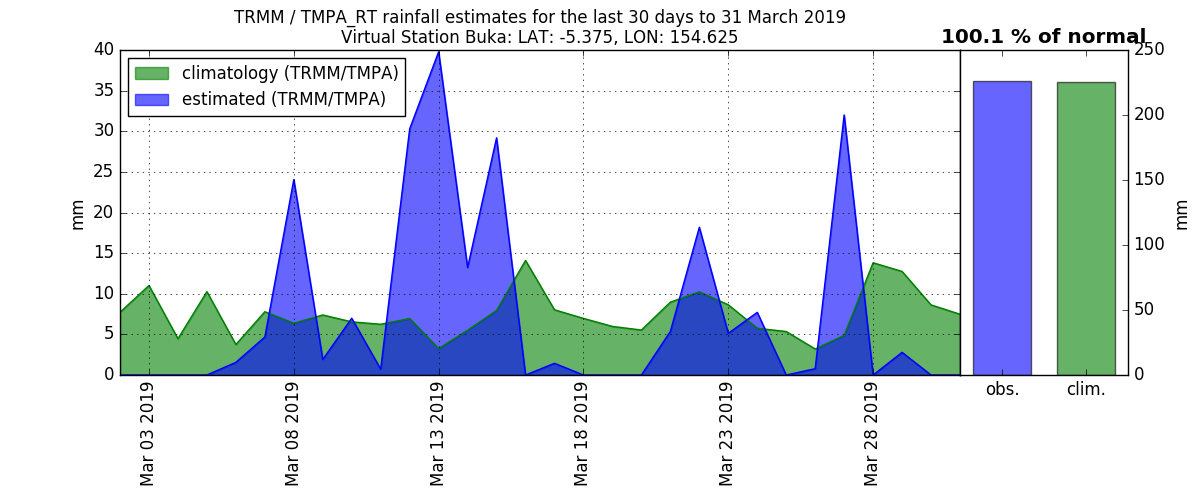 TRMM / TMPA_RT rainfall estimates for the last 30 days to 31 March 2019
Virtual Station Buka: LAT: -5.375, LON: 154.625
100.1 % of normal
climatology (TRMM/TMPA)
estimated (TRMM/TMPA)
mm
40
35
30
25
20
15
10
5
0
Mar 03 2019
Mar 08 2019
Mar 13 2019
Mar 18 2019
Mar 23 2019
Mar 28 2019
250
200
150
100
50
0
mm
obs.
clim.